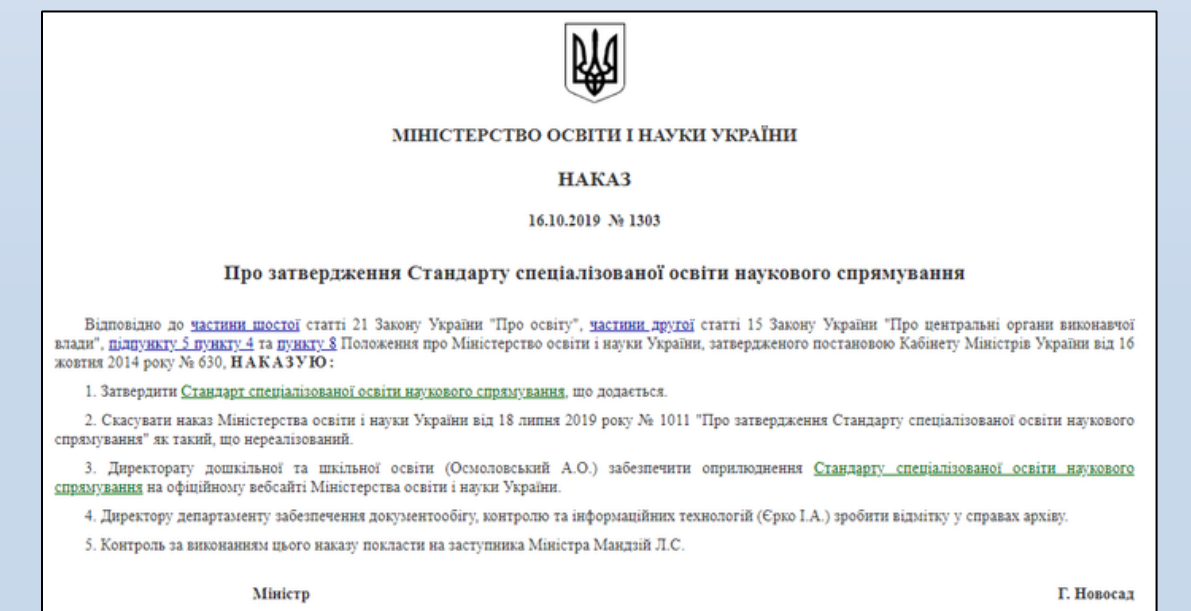 МІНІСТЕРСТВО ОСВІТИ І НАУКИ УКРАЇНИ
НАКАЗ
16.10.2019 № 1303
Про затвердження Стандарту спеціалізованої освіти наукового спрямування
Відповідно до частини шостої статті 21 Закону України "Про освіту", частини другої статті 15 Закону України "Про центральні органи виконавчої
влади", підпункту 5 пункту 4 та пункту 8 Положення про Міністерство освіти і науки України, затвердженого постановою Кабінету Міністрів України від 16
жовтня 2014 року № 630, НАКАЗУЮ:
1. Затвердити Стандарт спеціалізованої освіти наукового спрямування, що додається.
2. Скасувати наказ Міністерства освіти і науки України від 18 липня 2019 року № 1011 "Про затвердження Стандарту спеціалізованої освіти наукового
спрямування" як такий, що нереалізований.
3. Директорату дошкільної та шкільної освіти (Осмоловський А.О.) забезпечити оприлюднення Стандарту спеціалізованої освіти наукового
спрямування на офіційному вебсайті Міністерства освіти і науки України.
4. Директору департаменту забезпечення документообігу, контролю та інформаційних технологій (Єрко І.А.) зробити відмітку у справах архіву.
5. Контроль за виконанням цього наказу покласти на заступника Міністра Мандзій Л.С.
Міністр Г. Новосад